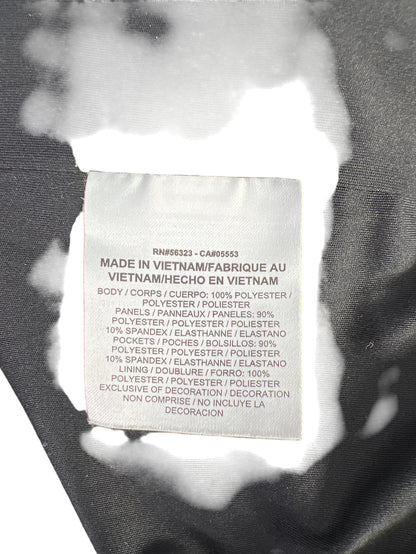 RN#56323 - CA#05553
MADE IN VIETNAM/FABRIQUE AU
VIETNAM/HECHO EN VIETNAM
BODY / CORPS / CUERPO: 100% POLYESTER /
POLYESTER / POLIESTER
PANELS / PANNEAUX / PANELES: 90%
POLYESTER / POLYESTER / POLIESTER
10% SPANDEX / ELASTHANNE / ELASTANO
POCKETS / POCHES / BOLSILLOS: 90%
POLYESTER / POLYESTER / POLIESTER
10% SPANDEX / ELASTHANNE / ELASTANO
LINING / DOUBLURE / FORRO: 100%
POLYESTER / POLYESTER / POLIESTER
EXCLUSIVE OF DECORATION / DECORATION
NON COMPRISE / NO INCLUYE LA
DECORACION